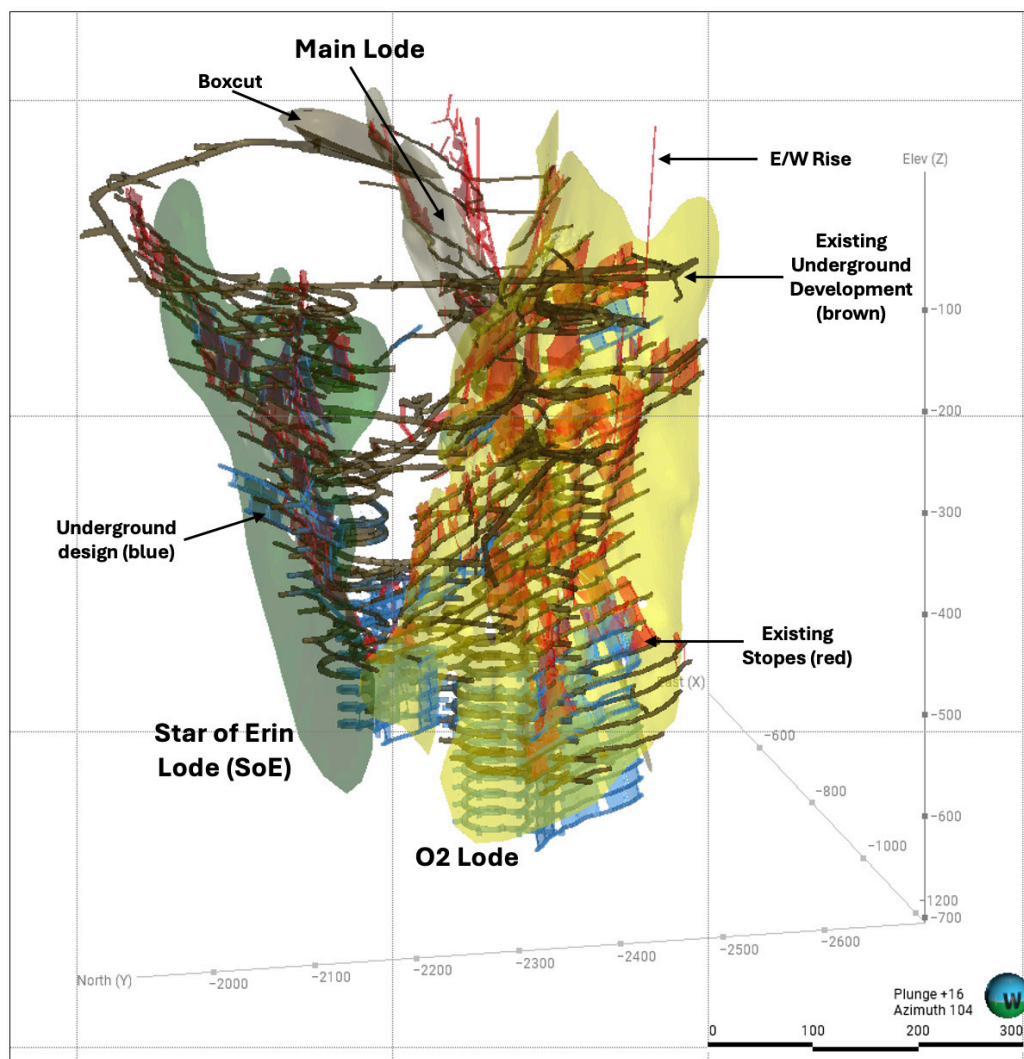 Main Lode
Boxcut
E/W Rise
Elev (Z)
Existing
Underground
Development
(brown)
-100
-200
-300
Underground
design (blue)
-400
Existing
Stopes (red)
East (X)
-500
-600
Star of Erin
Lode (SoE)
-800
-600
O2 Lode
-1000
-1200
-700
North (Y)
-2000
-2100
-2200
-2300
-2400
-2500
-2600
Plunge +16
Azimuth 104
W
0
100
200
300